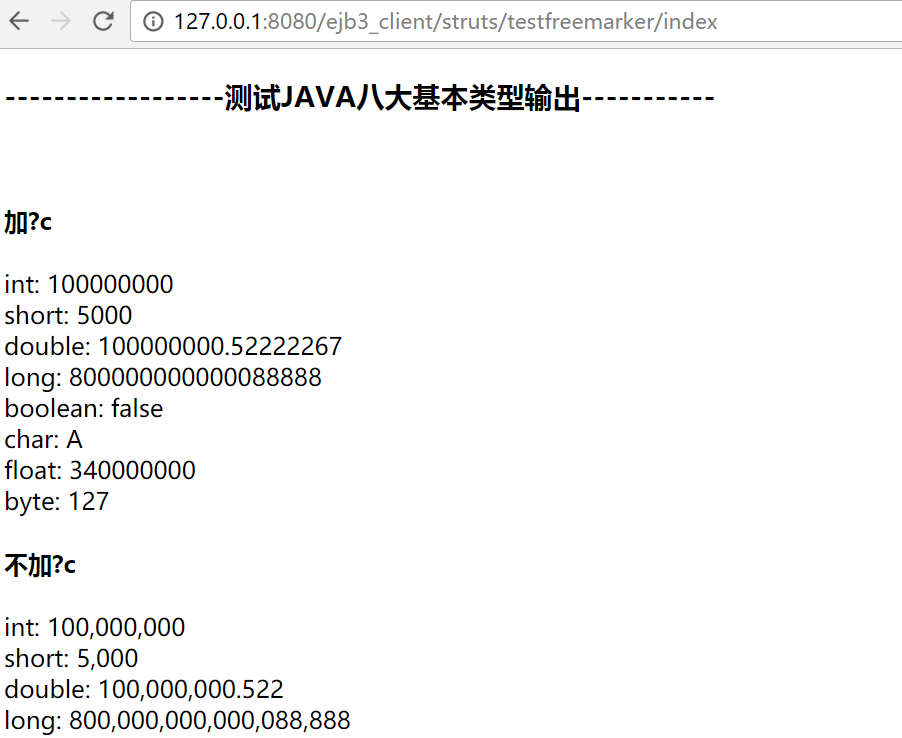 127.0.0.1:8080/ejb3_client/struts/testfreemarker/index
------------------测试JAVA八大基本类型输出-----------
加?c
int: 100000000
short: 5000
double: 100000000.52222267
long: 800000000000088888
boolean: false
char: A
float: 340000000
byte: 127
不加?c
int: 100,000,000
short: 5,000
double: 100,000,000.522
long: 800,000,000,000,088,888